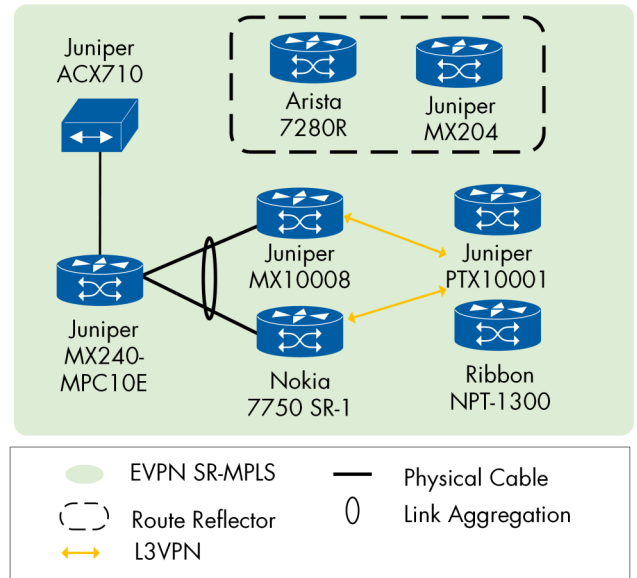 Juniper
ACX710
Arista
7280R
Juniper
MX204
Juniper
MX10008
Juniper
PTX10001
Juniper
MX240-
MPC10E
Nokia
7750 SR-1
Ribbon
NPT-1300
EVPN SR-MPLS
Physical Cable
Route Reflector
Link Aggregation
L3VPN